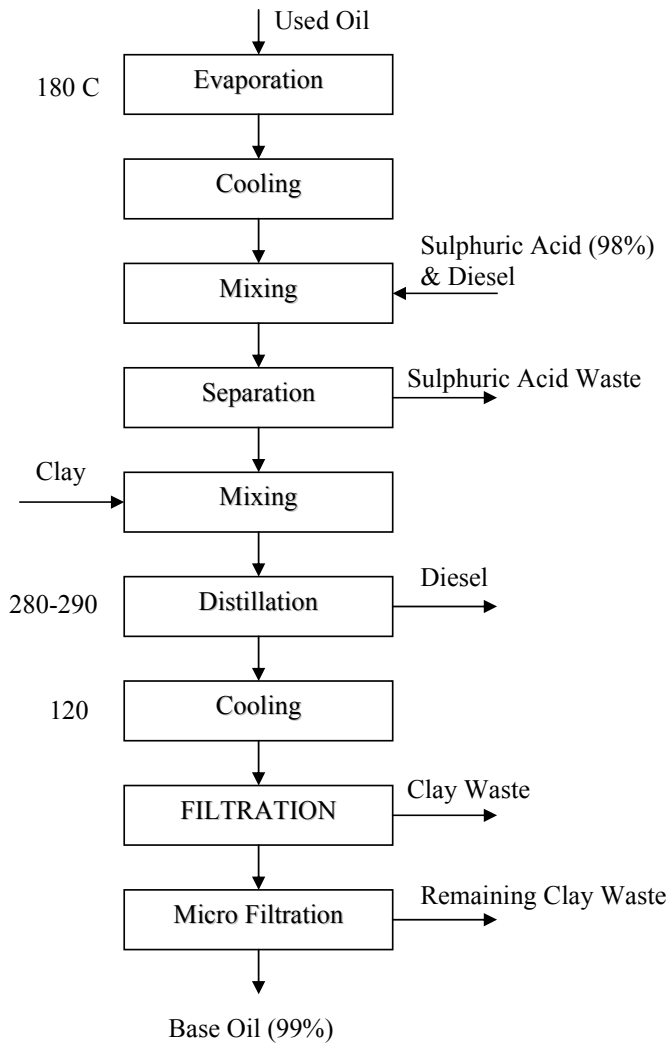 Used Oil
180 C
Evaporation
Cooling
Sulphuric Acid (98%)
& Diesel
Mixing
Separation
Sulphuric Acid Waste
Clay
Mixing
280-290
Distillation
Diesel
120
Cooling
FILTRATION
Clay Waste
Micro Filtration
Remaining Clay Waste
Base Oil (99%)